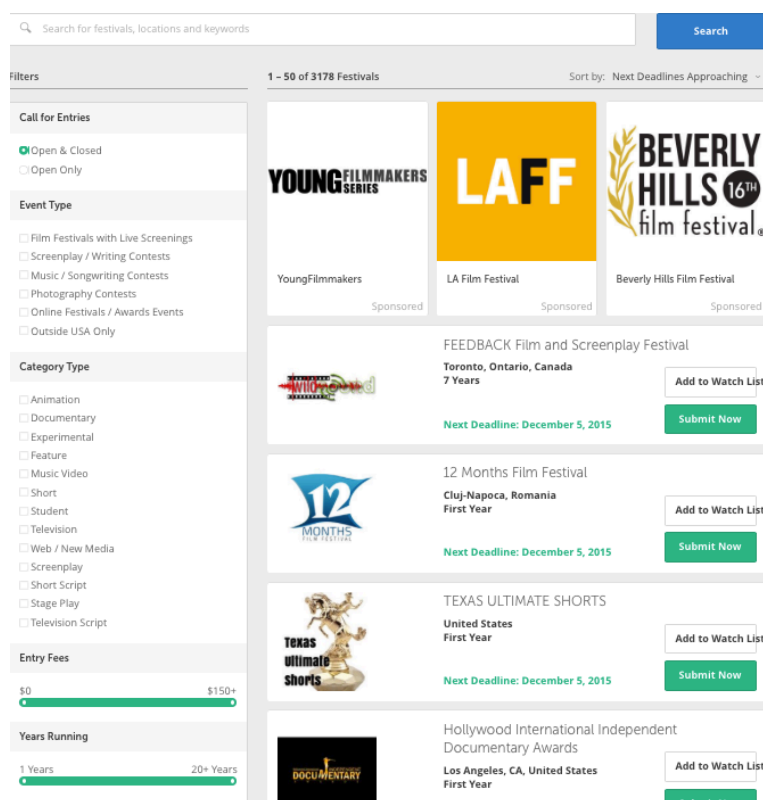 Search for festivals, locations and keywords
Search
Filters
1 – 50 of 3178 Festivals
Sort by: Next Deadlines Approaching
Call for Entries
Open & Closed
Open Only
Event Type
Film Festivals with Live Screenings
Screenplay / Writing Contests
Music / Songwriting Contests
Photography Contests
Online Festivals / Awards Events
Outside USA Only
Category Type
Animation
Documentary
Experimental
Feature
Music Video
Short
Student
Television
Web / New Media
Screenplay
Short Script
Stage Play
Television Script
Entry Fees
$0 $150+
Years Running
1 Years 20+ Years
YOUNG FILMMAKERS
SERIES
YoungFilmmakers
Sponsored
LAFF
LA Film Festival
Sponsored
BEVERLY
HILLS 16TH
film festival®
Beverly Hills Film Festival
Sponsored
FEEDBACK Film and Screenplay Festival
Toronto, Ontario, Canada
7 Years
Next Deadline: December 5, 2015
Add to Watch List
Submit Now
12
MONTHS
FILM FESTIVAL
12 Months Film Festival
Cluj-Napoca, Romania
First Year
Next Deadline: December 5, 2015
Add to Watch List
Submit Now
Texas
Ultimate
Shorts
TEXAS ULTIMATE SHORTS
United States
First Year
Next Deadline: December 5, 2015
Add to Watch List
Submit Now
DOCUMENTARY
Hollywood International Independent
Documentary Awards
Los Angeles, CA, United States
First Year
Add to Watch List